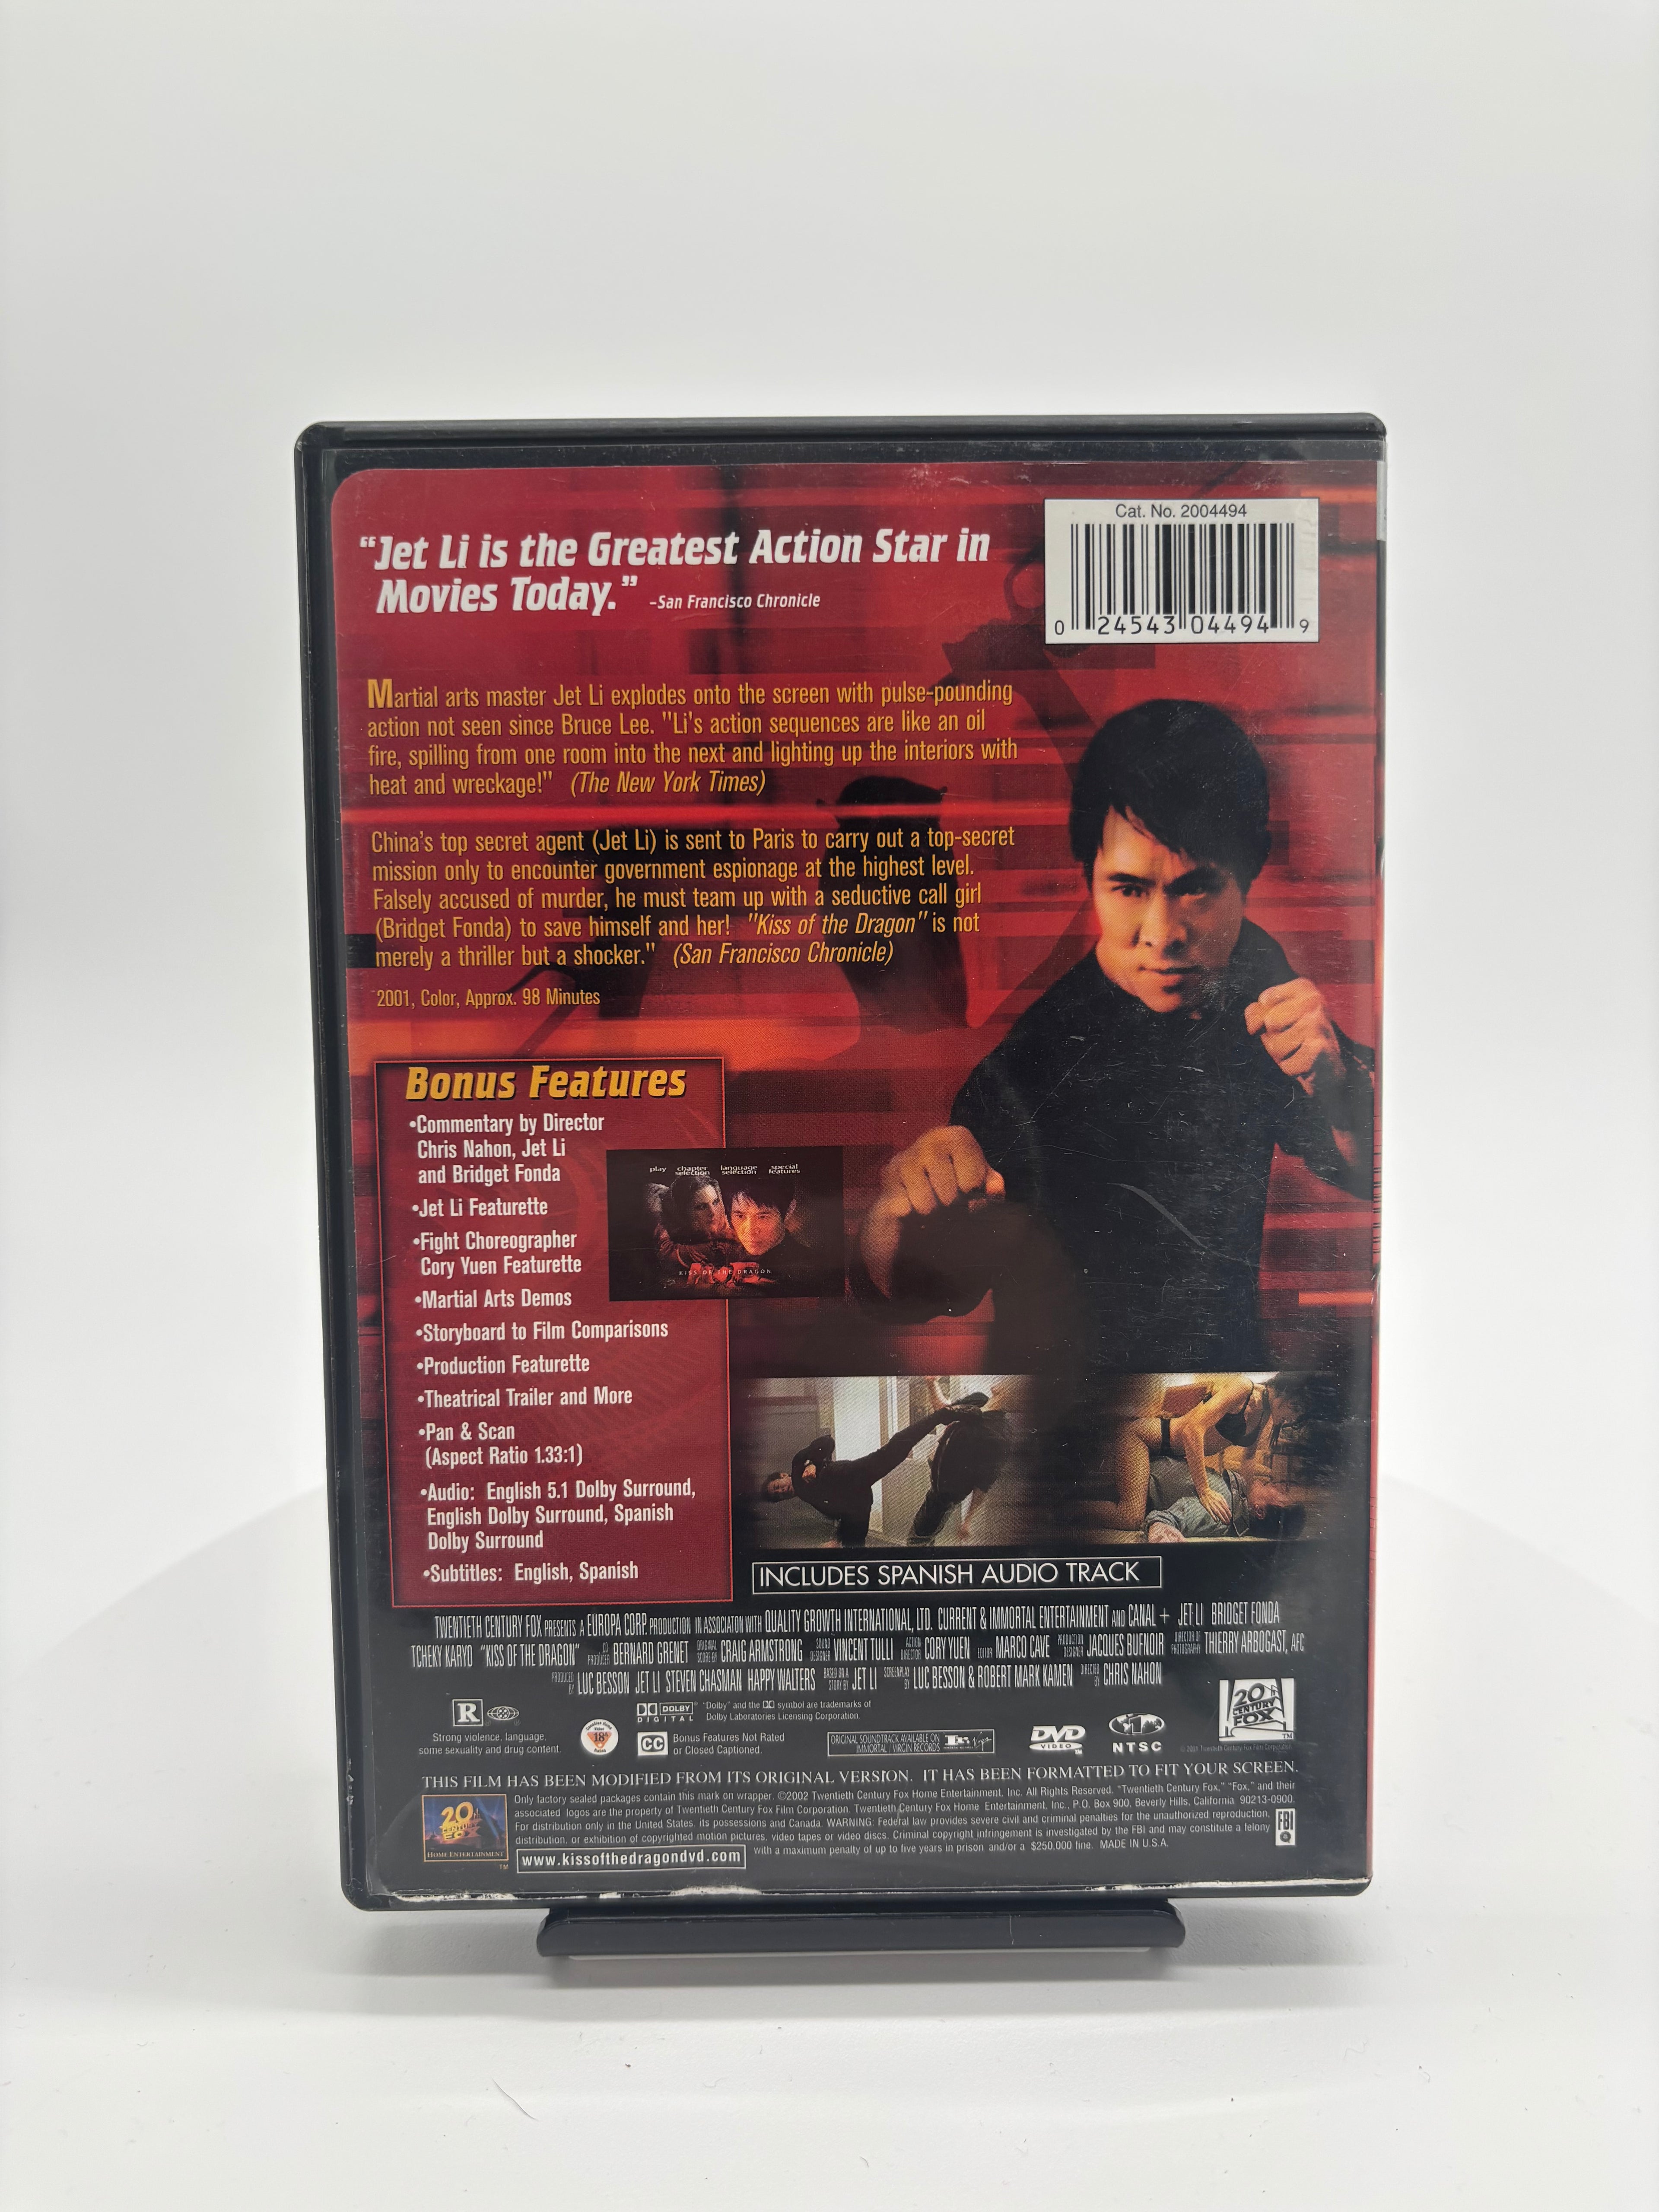 Cat. No. 2004494
0 24543 04494 9
“Jet Li is the Greatest Action Star in
Movies Today.” –San Francisco Chronicle
Martial arts master Jet Li explodes onto the screen with pulse-pounding
action not seen since Bruce Lee. "Li's action sequences are like an oil
fire, spilling from one room into the next and lighting up the interiors with
heat and wreckage!" (The New York Times)
China's top secret agent (Jet Li) is sent to Paris to carry out a top-secret
mission only to encounter government espionage at the highest level.
Falsely accused of murder, he must team up with a seductive call girl
(Bridget Fonda) to save himself and her! "Kiss of the Dragon" is not
merely a thriller but a shocker." (San Francisco Chronicle)
2001, Color, Approx. 98 Minutes
Bonus Features
•Commentary by Director
Chris Nahon, Jet Li
and Bridget Fonda
•Jet Li Featurette
•Fight Choreographer
Cory Yuen Featurette
•Martial Arts Demos
•Storyboard to Film Comparisons
•Production Featurette
•Theatrical Trailer and More
•Pan & Scan
(Aspect Ratio 1.33:1)
•Audio: English 5.1 Dolby Surround,
English Dolby Surround, Spanish
Dolby Surround
•Subtitles: English, Spanish
play chapter selection language selection special features
KISS OF THE DRAGON
INCLUDES SPANISH AUDIO TRACK
TWENTIETH CENTURY FOX PRESENTS A EUROPA CORP. PRODUCTION IN ASSOCIATON WITH QUALITY GROWTH INTERNATIONAL, LTD. CURRENT & IMMORTAL ENTERTAINMENT AND CANAL + JET LI BRIDGET FONDA
TCHEKY KARYO "KISS OF THE DRAGON" CO PRODUCER BERNARD GRENET ORIGINAL SCORE BY CRAIG ARMSTRONG SOUND DESIGNER VINCENT TULLI ACTION DIRECTOR CORY YUEN EDITOR MARCO CAVE PRODUCTION DESIGNER JACQUES BUFNOIR DIRECTOR OF PHOTOGRAPHY THIERRY ARBOGAST, AFC
PRODUCED BY LUC BESSON JET LI STEVEN CHASMAN HAPPY WALTERS BASED ON A STORY BY JET LI SCREENPLAY BY LUC BESSON & ROBERT MARK KAMEN DIRECTED BY CHRIS NAHON
R
Strong violence, language,
some sexuality and drug content.
18A
DOLBY
DIGITAL
"Dolby" and the DD symbol are trademarks of
Dolby Laboratories Licensing Corporation.
CC
Bonus Features Not Rated
or Closed Captioned.
ORIGINAL SOUNDTRACK AVAILABLE ON
IMMORTAL / VIRGIN RECORDS
DVD
VIDEO
1
NTSC
20th
CENTURY
FOX
THIS FILM HAS BEEN MODIFIED FROM ITS ORIGINAL VERSION. IT HAS BEEN FORMATTED TO FIT YOUR SCREEN.
Only factory sealed packages contain this mark on wrapper. ©2002 Twentieth Century Fox Home Entertainment, Inc. All Rights Reserved. "Twentieth Century Fox," "Fox," and their
associated logos are the property of Twentieth Century Fox Film Corporation. Twentieth Century Fox Home Entertainment, Inc., P.O. Box 900, Beverly Hills, California 90213-0900.
For distribution only in the United States, its possessions and Canada. WARNING: Federal law provides severe civil and criminal penalties for the unauthorized reproduction,
distribution, or exhibition of copyrighted motion pictures, video tapes or video discs. Criminal copyright infringement is investigated by the FBI and may constitute a felony
with a maximum penalty of up to five years in prison and/or a $250,000 fine. MADE IN U.S.A.
FBI
20th
CENTURY
FOX
HOME ENTERTAINMENT
TM
www.kissofthedragondvd.com